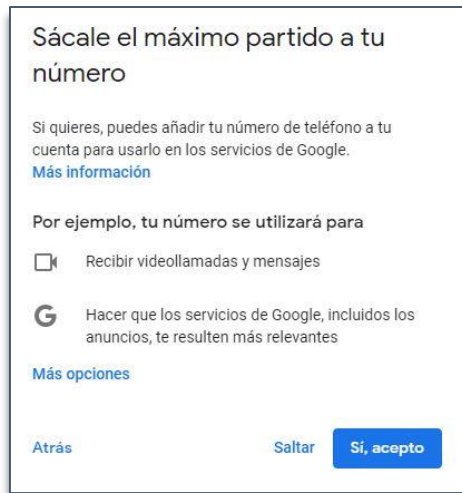 Sácale el máximo partido a tu
número
Si quieres, puedes añadir tu número de teléfono a tu
cuenta para usarlo en los servicios de Google.
Más información
Por ejemplo, tu número se utilizará para
Recibir videollamadas y mensajes
G
Hacer que los servicios de Google, incluidos los
anuncios, te resulten más relevantes
Más opciones
Atrás
Saltar
Sí, acepto